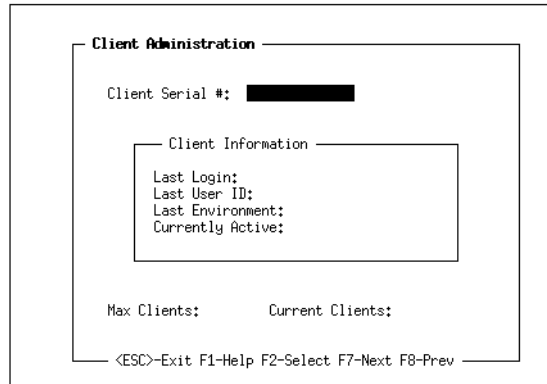 Client Administration
Client Serial #:
Client Information
Last Login:
Last User ID:
Last Environment:
Currently Active:
Max Clients: Current Clients:
<ESC>-Exit F1-Help F2-Select F7-Next F8-Prev